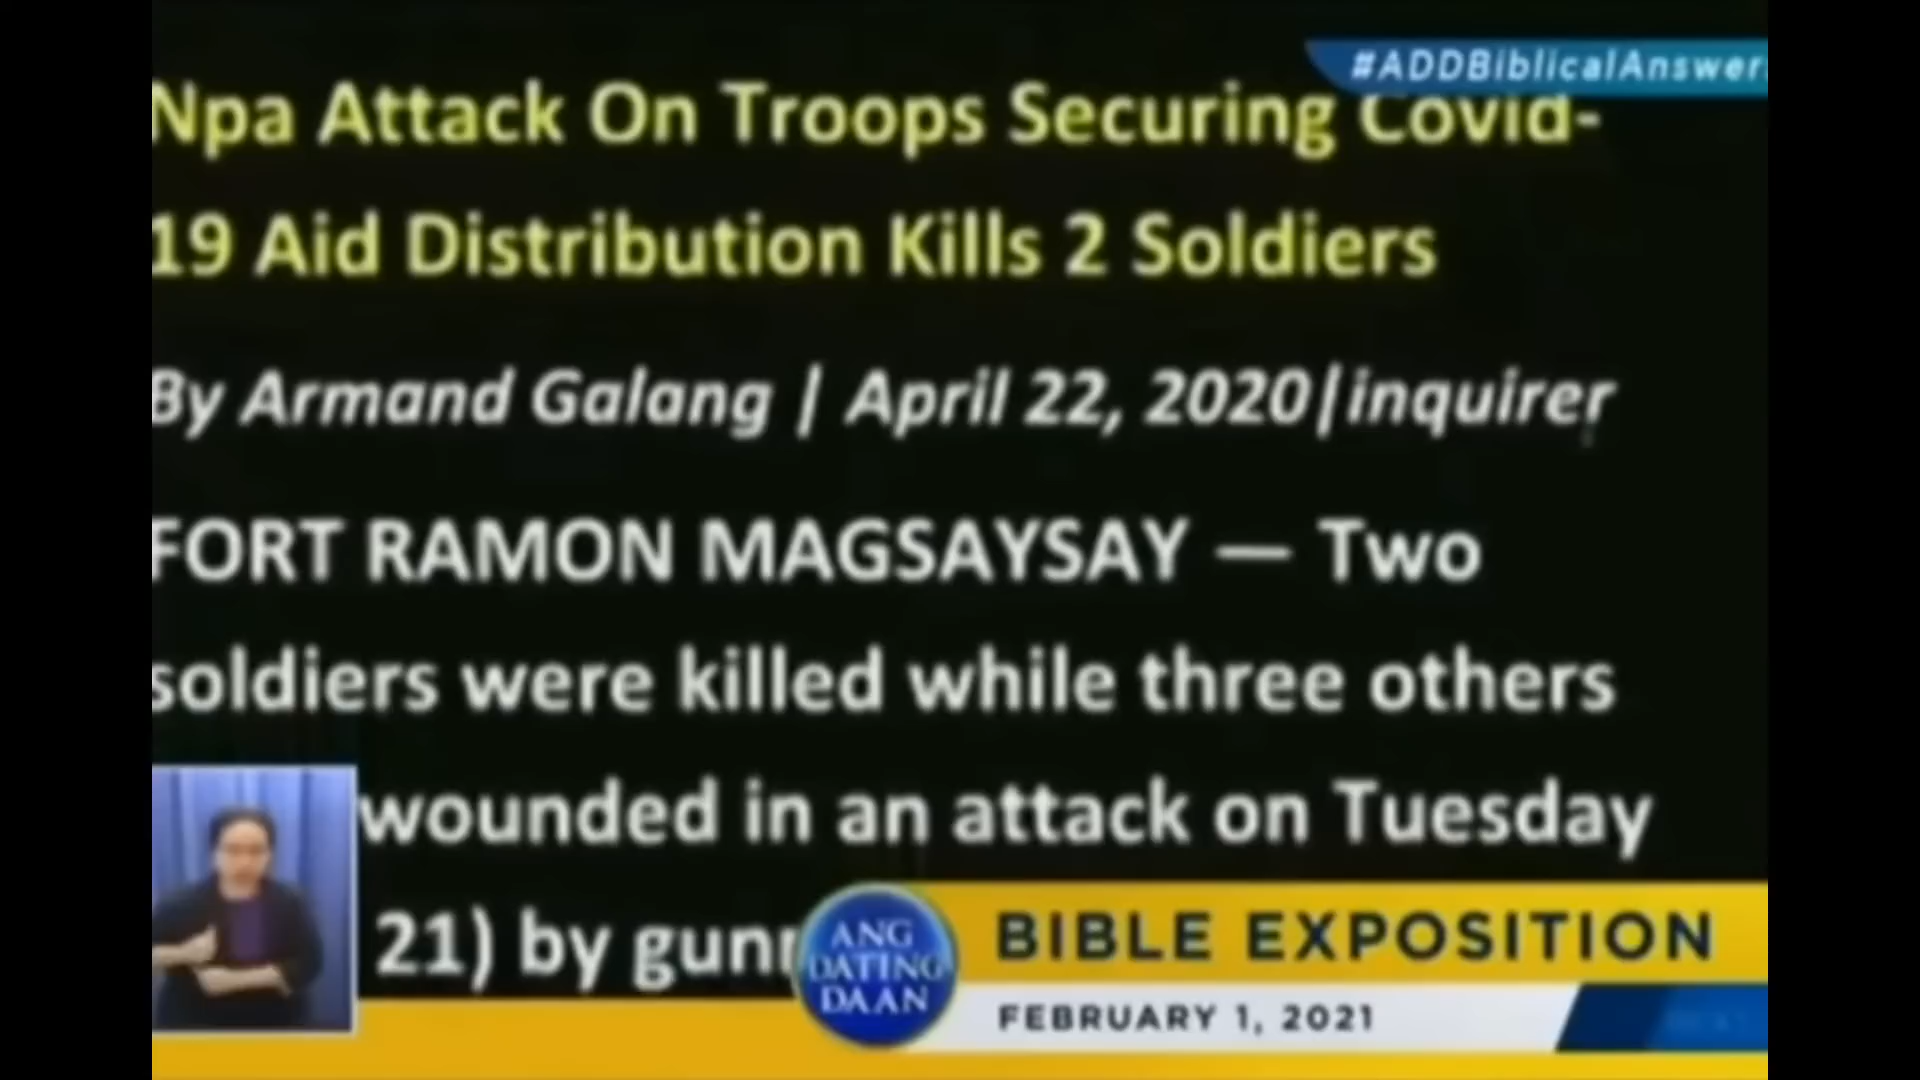 #ADDBiblicalAnswer
Npa Attack On Troops Securing Covid-
19 Aid Distribution Kills 2 Soldiers
By Armand Galang | April 22, 2020|inquirer
FORT RAMON MAGSAYSAY — Two
soldiers were killed while three others
wounded in an attack on Tuesday
21) by
ANG
DATING
DAAN
BIBLE EXPOSITION
FEBRUARY 1, 2021